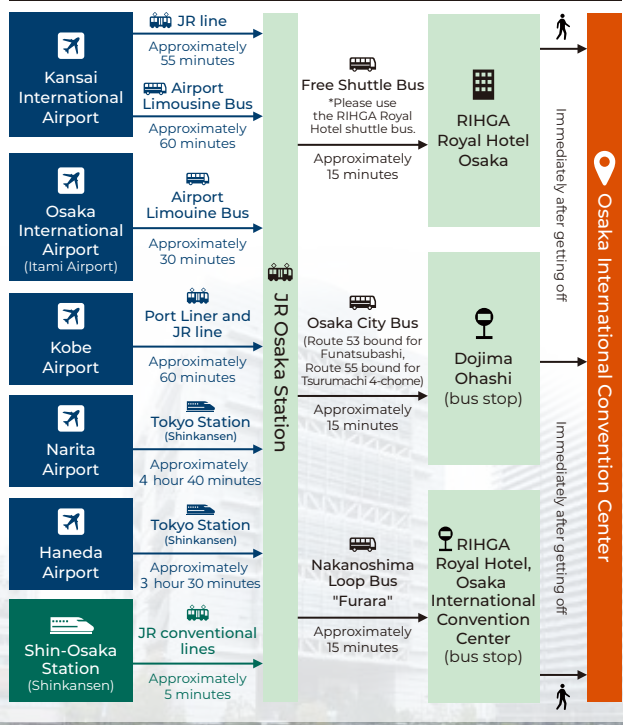 Kansai
International
Airport
JR line
Approximately
55 minutes
Airport
Limousine Bus
Approximately
60 minutes
Osaka
International
Airport
(Itami Airport)
Airport
Limouine Bus
Approximately
30 minutes
Kobe
Airport
Port Liner and
JR line
Approximately
60 minutes
Narita
Airport
Tokyo Station
(Shinkansen)
Approximately
4 hour 40 minutes
Haneda
Airport
Tokyo Station
(Shinkansen)
Approximately
3 hour 30 minutes
Shin-Osaka
Station
(Shinkansen)
JR conventional
lines
Approximately
5 minutes
JR Osaka Station
Free Shuttle Bus
*Please use
the RIHGA Royal
Hotel shuttle bus.
Approximately
15 minutes
RIHGA
Royal Hotel
Osaka
Osaka City Bus
(Route 53 bound for
Funatsubashi,
Route 55 bound for
Tsurumachi 4-chome)
Approximately
15 minutes
Dojima
Ohashi
(bus stop)
Nakanoshima
Loop Bus
"Furara"
Approximately
15 minutes
RIHGA
Royal Hotel,
Osaka
International
Convention
Center
(bus stop)
Immediately after getting off
Immediately after getting off
Osaka International Convention Center